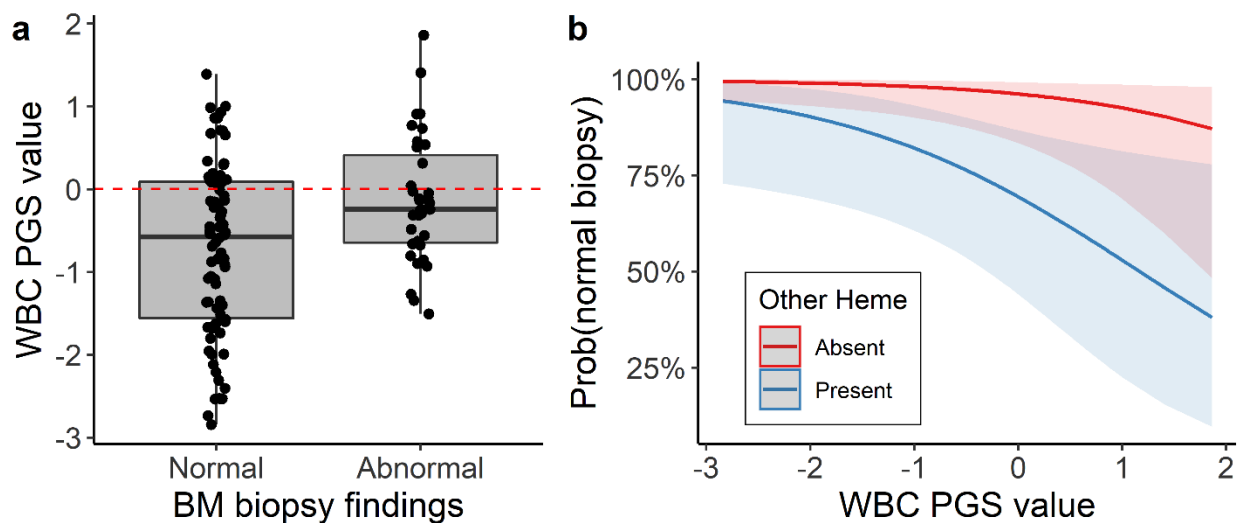 a
2
1
0
-1
-2
-3
WBC PGS value
Normal
Abnormal
BM biopsy findings
b
100%
75%
50%
25%
Prob(normal biopsy)
Other Heme
Absent
Present
-3
-2
-1
0
1
2
WBC PGS value